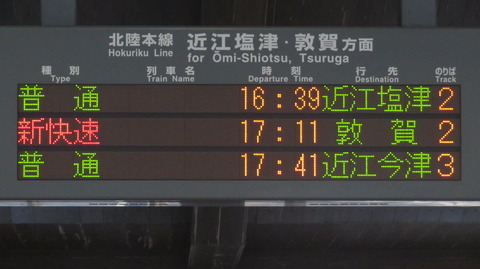 北陸本線 近江塩津・敦賀方面
Hokuriku Line for Ōmi-Shiotsu, Tsuruga
種別 列車名 時刻 行先 のりば
Type Train Name Departure Time Destination Track
普通 16:39 近江塩津 2
新快速 17:11 敦賀 2
普通 17:41 近江今津 3